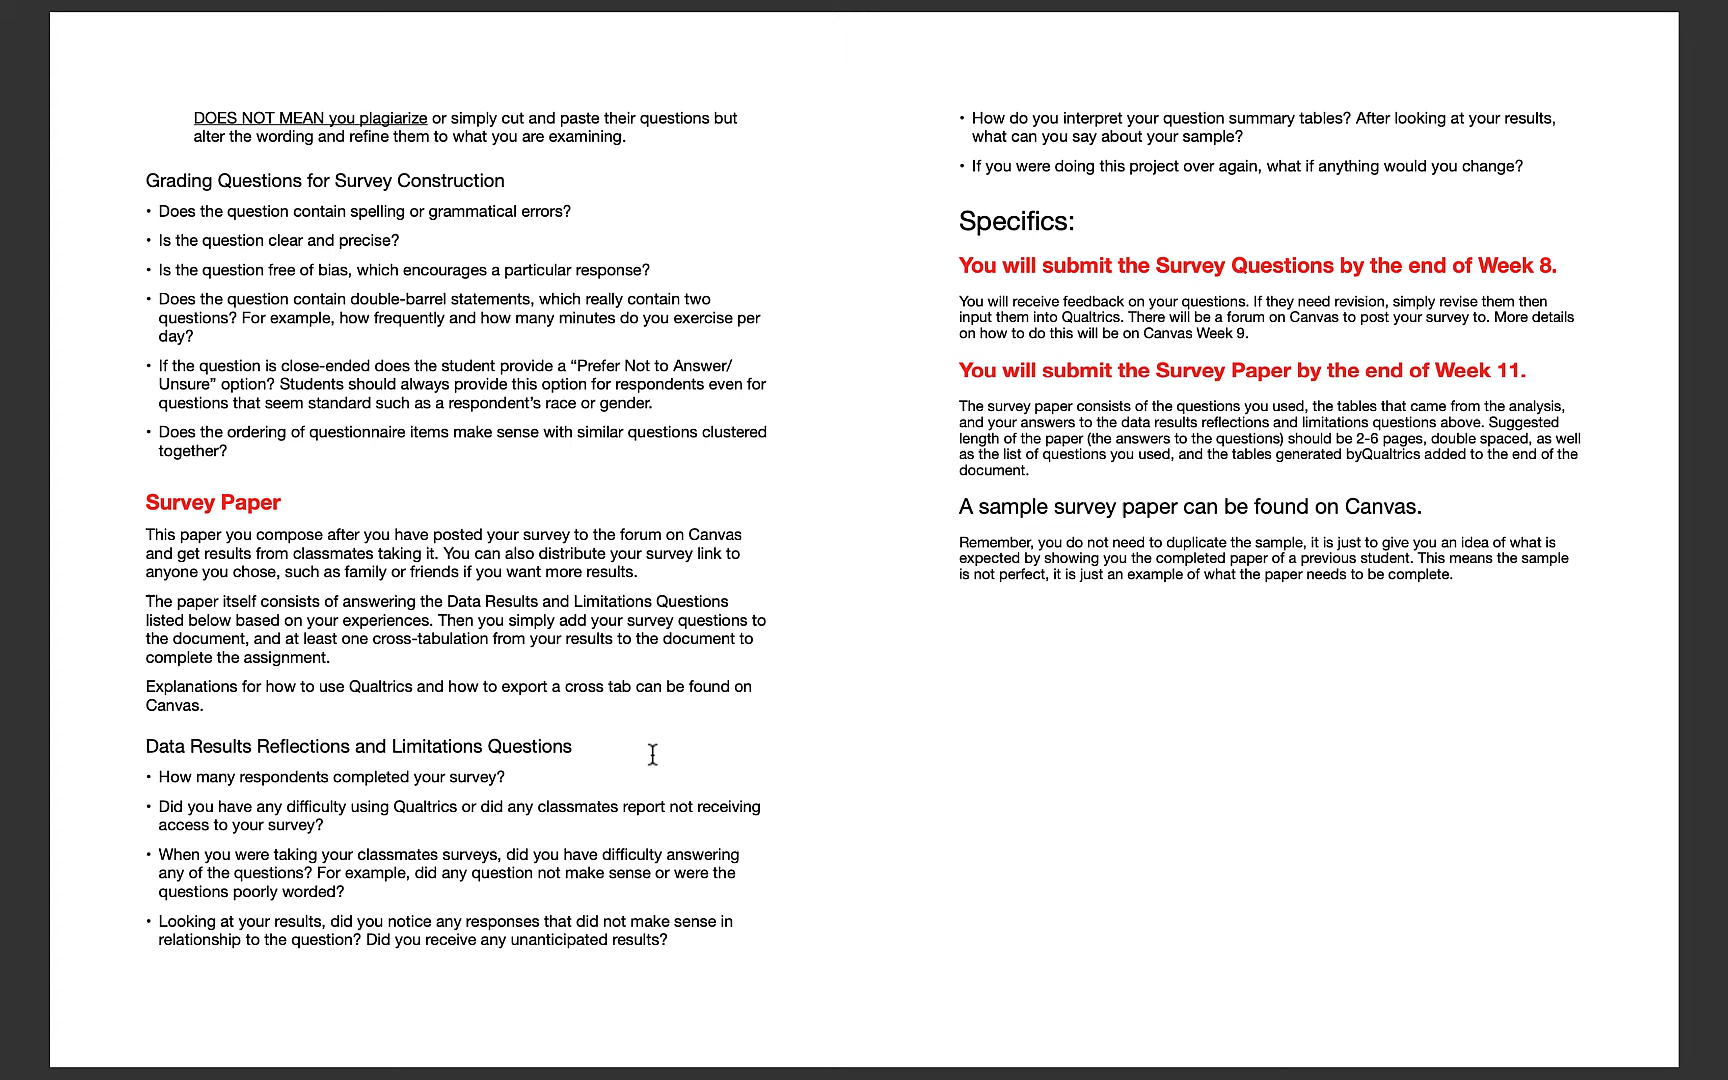 DOES NOT MEAN you plagiarize or simply cut and paste their questions but
alter the wording and refine them to what you are examining.
Grading Questions for Survey Construction
• Does the question contain spelling or grammatical errors?
• Is the question clear and precise?
• Is the question free of bias, which encourages a particular response?
• Does the question contain double-barrel statements, which really contain two
questions? For example, how frequently and how many minutes do you exercise per
day?
• If the question is close-ended does the student provide a “Prefer Not to Answer/
Unsure” option? Students should always provide this option for respondents even for
questions that seem standard such as a respondent’s race or gender.
• Does the ordering of questionnaire items make sense with similar questions clustered
together?
Survey Paper
This paper you compose after you have posted your survey to the forum on Canvas
and get results from classmates taking it. You can also distribute your survey link to
anyone you chose, such as family or friends if you want more results.
The paper itself consists of answering the Data Results and Limitations Questions
listed below based on your experiences. Then you simply add your survey questions to
the document, and at least one cross-tabulation from your results to the document to
complete the assignment.
Explanations for how to use Qualtrics and how to export a cross tab can be found on
Canvas.
Data Results Reflections and Limitations Questions
• How many respondents completed your survey?
• Did you have any difficulty using Qualtrics or did any classmates report not receiving
access to your survey?
• When you were taking your classmates surveys, did you have difficulty answering
any of the questions? For example, did any question not make sense or were the
questions poorly worded?
• Looking at your results, did you notice any responses that did not make sense in
relationship to the question? Did you receive any unanticipated results?
• How do you interpret your question summary tables? After looking at your results,
what can you say about your sample?
• If you were doing this project over again, what if anything would you change?
Specifics:
You will submit the Survey Questions by the end of Week 8.
You will receive feedback on your questions. If they need revision, simply revise them then
input them into Qualtrics. There will be a forum on Canvas to post your survey to. More details
on how to do this will be on Canvas Week 9.
You will submit the Survey Paper by the end of Week 11.
The survey paper consists of the questions you used, the tables that came from the analysis,
and your answers to the data results reflections and limitations questions above. Suggested
length of the paper (the answers to the questions) should be 2-6 pages, double spaced, as well
as the list of questions you used, and the tables generated byQualtrics added to the end of the
document.
A sample survey paper can be found on Canvas.
Remember, you do not need to duplicate the sample, it is just to give you an idea of what is
expected by showing you the completed paper of a previous student. This means the sample
is not perfect, it is just an example of what the paper needs to be complete.